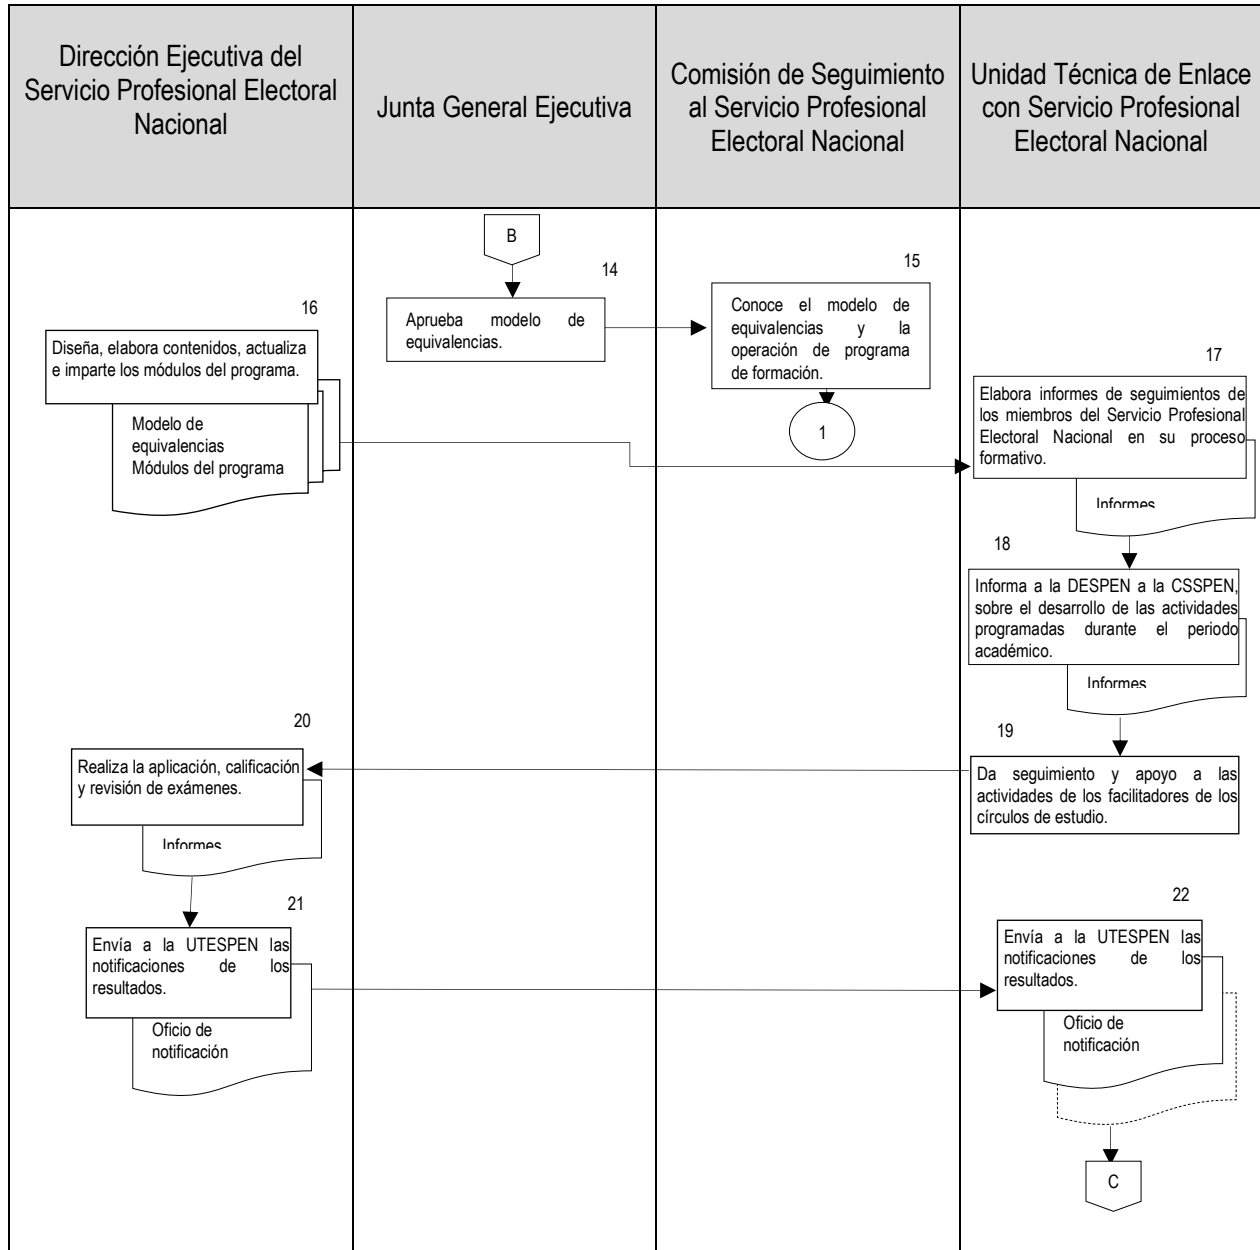 Dirección Ejecutiva del
Servicio Profesional Electoral
Nacional
Junta General Ejecutiva
Comisión de Seguimiento
al Servicio Profesional
Electoral Nacional
Unidad Técnica de Enlace
con Servicio Profesional
Electoral Nacional
B
14
Aprueba modelo de
equivalencias.
15
Conoce el modelo de
equivalencias y la
operación de programa
de formación.
1
16
Diseña, elabora contenidos, actualiza
e imparte los módulos del programa.
Modelo de
equivalencias
Módulos del programa
17
Elabora informes de seguimientos de
los miembros del Servicio Profesional
Electoral Nacional en su proceso
formativo.
Informes
18
Informa a la DESPEN a la CSSPEN,
sobre el desarrollo de las actividades
programadas durante el periodo
académico.
Informes
19
Da seguimiento y apoyo a las
actividades de los facilitadores de los
círculos de estudio.
20
Realiza la aplicación, calificación
y revisión de exámenes.
Informes
21
Envía a la UTESPEN las
notificaciones de los
resultados.
Oficio de
notificación
22
Envía a la UTESPEN las
notificaciones de los
resultados.
Oficio de
notificación
C